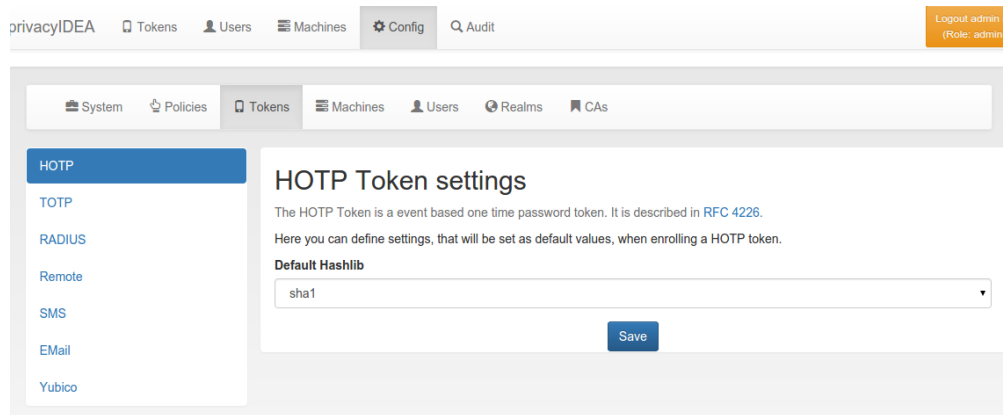 privacyIDEA Tokens Users Machines Config Audit
Logout admin
(Role: admin
System Policies Tokens Machines Users Realms CAs
HOTP
TOTP
RADIUS
Remote
SMS
EMail
Yubico
HOTP Token settings
The HOTP Token is a event based one time password token. It is described in RFC 4226.
Here you can define settings, that will be set as default values, when enrolling a HOTP token.
Default Hashlib
sha1
Save